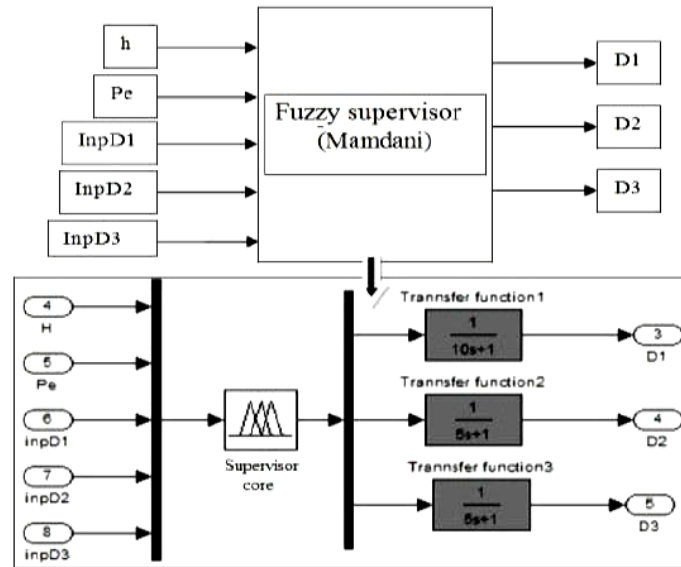 h
Pe
InpD1
InpD2
InpD3
Fuzzy supervisor
(Mamdani)
D1
D2
D3
4
H
5
Pe
6
inpD1
7
inpD2
8
inpD3
Supervisor
core
Trannsfer function1
1
10s+1
3
D1
Trannsfer function2
1
5s+1
4
D2
Trannsfer function3
1
5s+1
5
D3